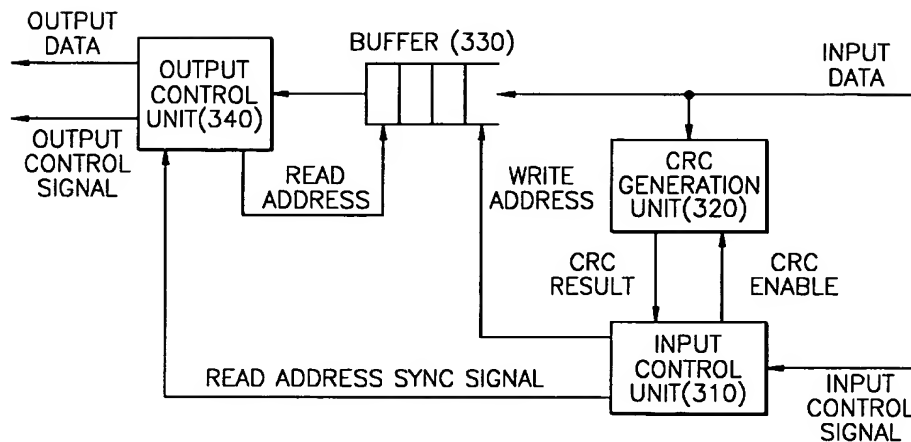 OUTPUT
DATA
OUTPUT
CONTROL
UNIT(340)
OUTPUT
CONTROL
SIGNAL
BUFFER (330)
INPUT
DATA
READ
ADDRESS
WRITE
ADDRESS
CRC
GENERATION
UNIT(320)
CRC
RESULT
CRC
ENABLE
READ ADDRESS SYNC SIGNAL
INPUT
CONTROL
UNIT(310)
INPUT
CONTROL
SIGNAL